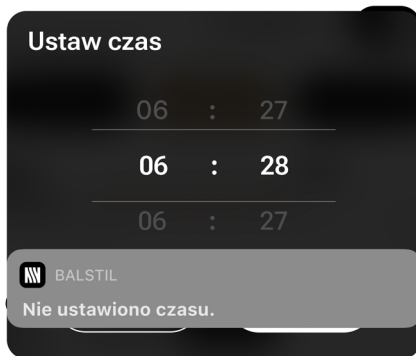 Ustaw czas
06 : 27
06 : 28
06 : 27
BALSTIL
Nie ustawiono czasu.